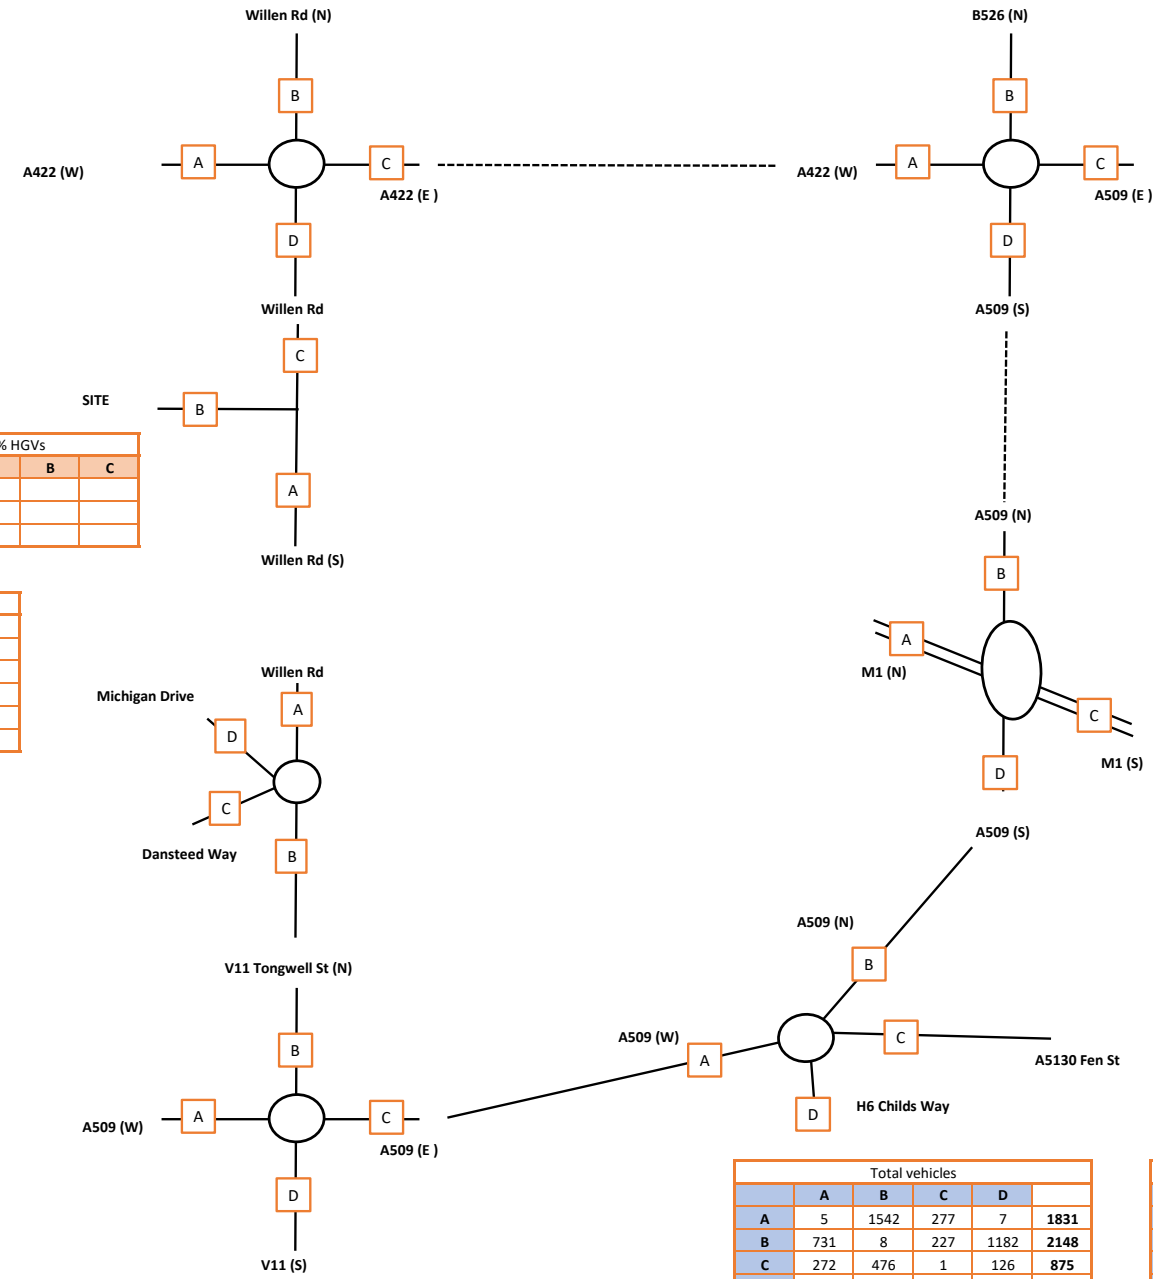 Willen Rd (N)
B526 (N)
B
B
A
C
A
C
A422 (W)
A422 (W)
A422 (E )
A509 (E )
D
D
Willen Rd
A509 (S)
C
SITE
B
% HGVs
B C
A
A509 (N)
Willen Rd (S)
B
A
Willen Rd
M1 (N)
Michigan Drive
A
C
D
M1 (S)
D
C
A509 (S)
Dansteed Way
B
A509 (N)
B
V11 Tongwell St (N)
A509 (W)
C
B
A
A5130 Fen St
A
C
D
H6 Childs Way
A509 (W)
A509 (E )
D
V11 (S)
Total vehicles
A B C D
A 5 1542 277 7 1831
B 731 8 227 1182 2148
C 272 476 1 126 875